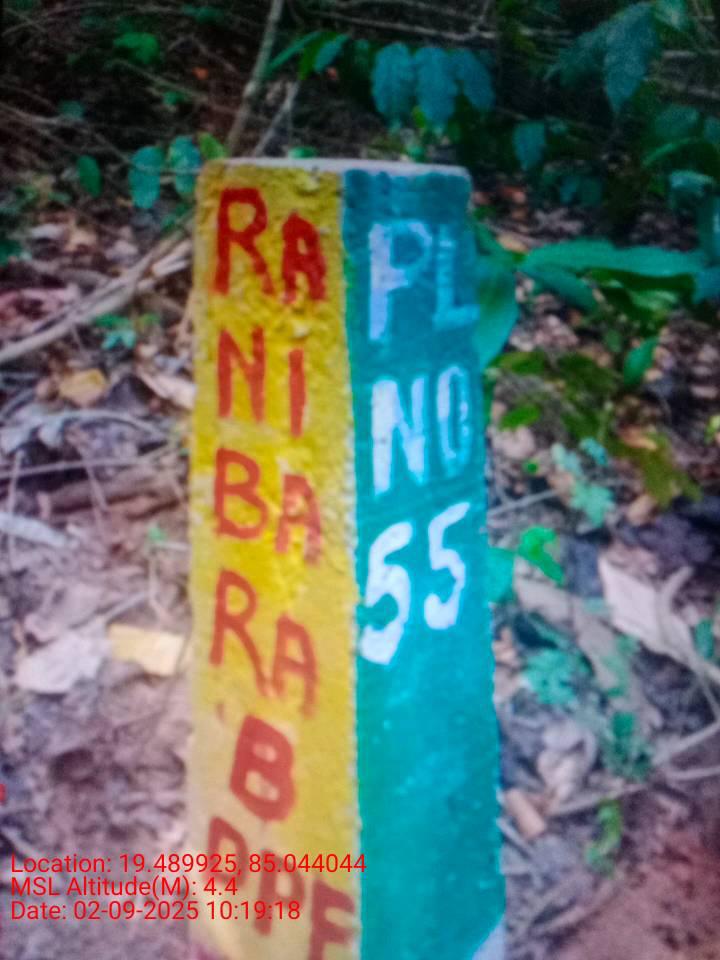 RA
NI
BA
RA
B
PL
NO
55
Location: 19.489925, 85.044044
MSL Altitude(M): 4.4
Date: 02-09-2025 10:19:18